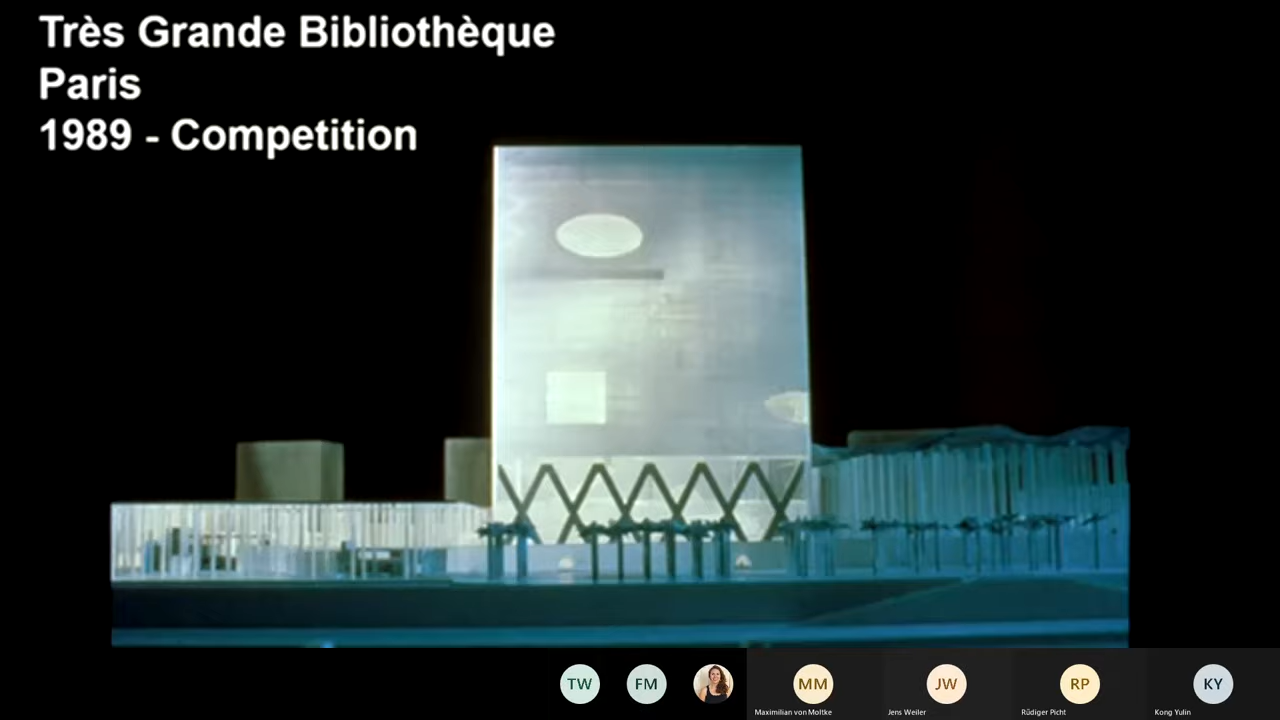 Très Grande Bibliothèque
Paris
1989 - Competition
TW
FM
MM
JW
RP
KY
Maximilian von Moltke
Jens Weiler
Rüdiger Picht
Kong Yulin